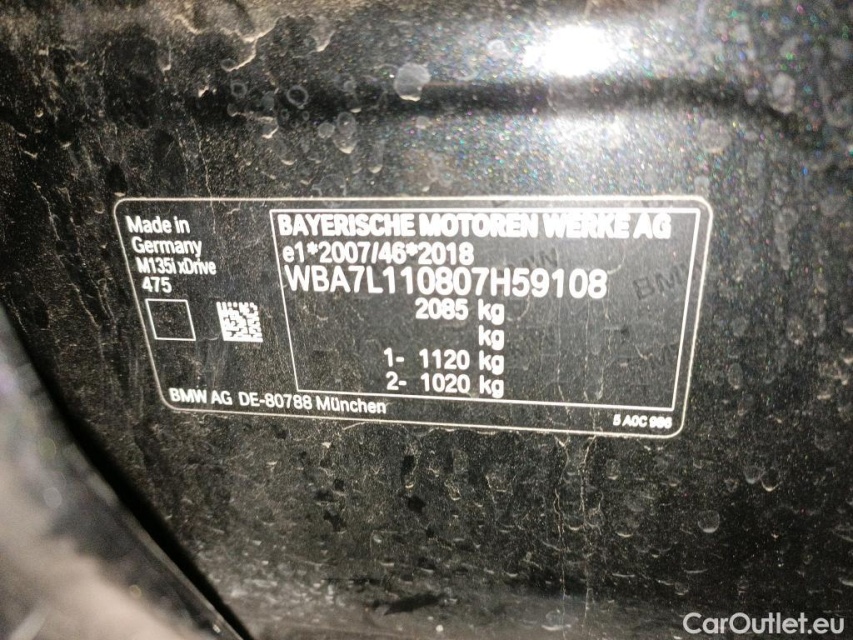 Made in
Germany
M135i xDrive
475
BAYERISCHE MOTOREN WERKE AG
e1*2007/46*2018
WBA7L110807H59108
2085 kg
kg
1- 1120 kg
2- 1020 kg
BMW AG DE-80788 München
5 A0C 986
CarOutlet.eu